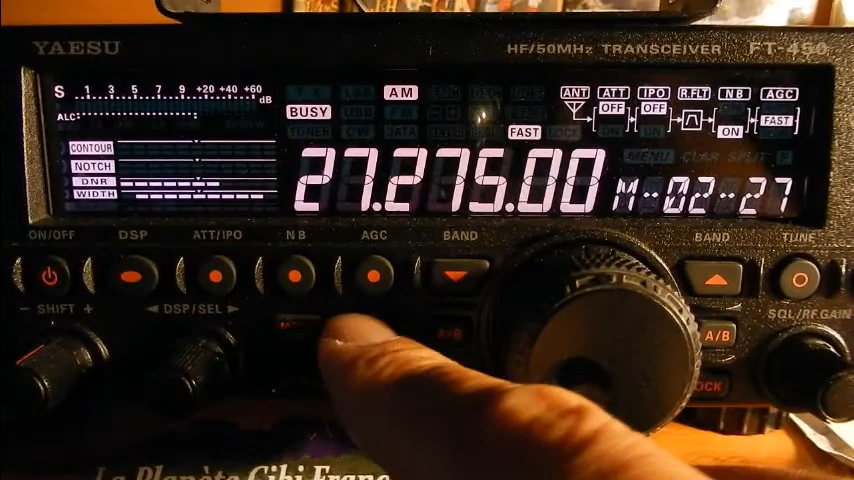 YAESU HF/50MHz TRANSCEIVER FT-450
S 1 3 5 7 9 +20 +40 +60 dB
AM
ANT ATT IPO R.FLT NB AGC
BUSY
OFF OFF
ALC
FAST
ON
TUNER CW DATA
FAST LOCK
CONTOUR
MENU CLAR SPLIT
NOTCH
27.275.00 M-02--27
DNR
WIDTH
ON/OFF DSP ATT/IPO NB AGC BAND BAND TUNE
- SHIFT + ◄ DSP/SEL ► SQL/RF GAIN
A/B
LOCK
La Planète Cibi Franc